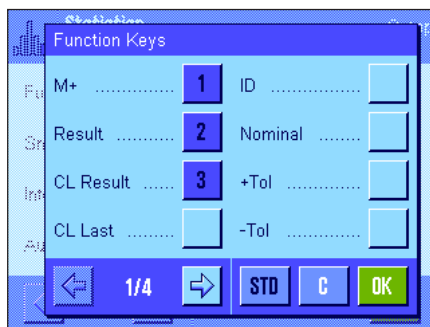 Statistics
Function Keys
M+ .............. 1
ID ..................
Result .......... 2
Nominal ..........
CL Result ...... 3
+Tol ..............
CL Last ..........
-Tol ..............
1/4
STD
C
OK